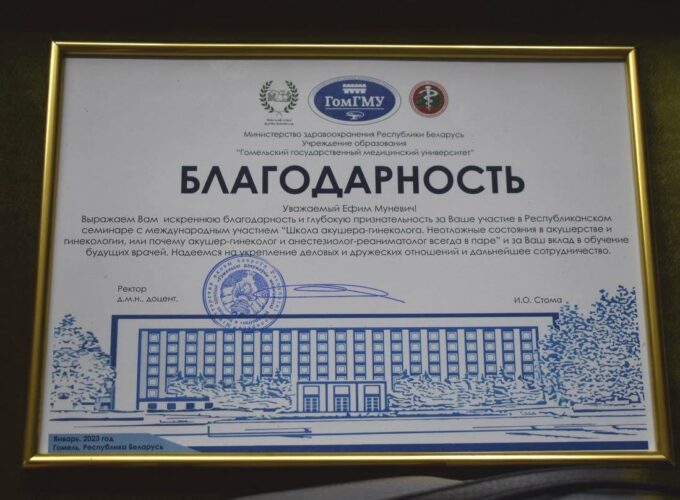 ГомГМУ
Министерство здравоохранения Республики Беларусь
Учреждение образования
"Гомельский государственный медицинский университет"
БЛАГОДАРНОСТЬ
Уважаемый Ефим Муневич!
Выражаем Вам искреннюю благодарность и глубокую признательность за Ваше участие в Республиканском
семинаре с международным участием "Школа акушера-гинеколога. Неотложные состояния в акушерстве и
гинекологии, или почему акушер-гинеколог и анестезиолог-реаниматолог всегда в паре" и за Ваш вклад в обучение
будущих врачей. Надеемся на укрепление деловых и дружеских отношений и дальнейшее сотрудничество.
Ректор
д.м.н., доцент,
И.О. Стома
Январь, 2023 год
Гомель, Республика Беларусь